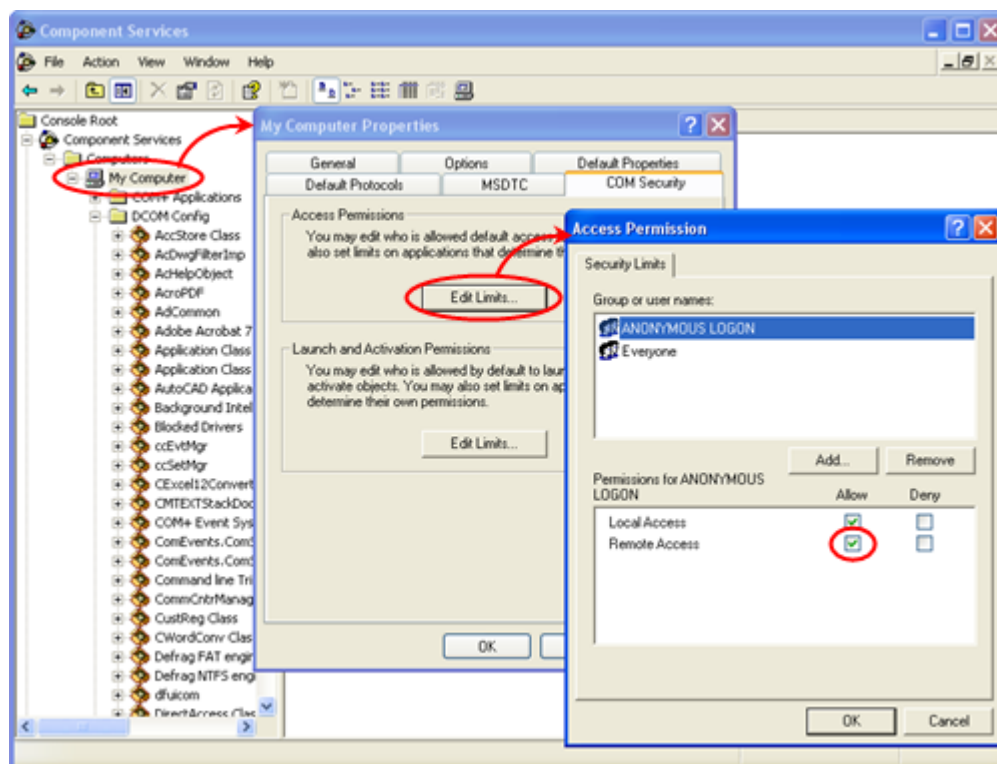 Component Services
File Action View Window Help
Console Root
Component Services
Computers
My Computer
COM+ Applications
DCOM Config
AccStore Class
AcDwgFilterImp
AcHelpObject
AcroPDF
AdCommon
Adobe Acrobat 7
Application Class
Application Class
AutoCAD Applica
Background Intel
Blocked Drivers
ccEvtMgr
ccSetMgr
CExcel12Convert
CMTEXTStackDoc
COM+ Event Sys
ComEvents.ComS
ComEvents.ComS
Command line Tri
CommCntrManag
CustReg Class
CWordConv Clas
Defrag FAT engin
Defrag NTFS engi
dfuicom
DirectAccess Clas
My Computer Properties
General Options Default Properties
Default Protocols MSDTC COM Security
Access Permissions
You may edit who is allowed default access
also set limits on applications that determine th
Edit Limits...
Launch and Activation Permissions
You may edit who is allowed by default to laun
activate objects. You may also set limits on ap
determine their own permissions.
Edit Limits...
OK
Access Permission
Security Limits
Group or user names:
ANONYMOUS LOGON
Everyone
Add... Remove
Permissions for ANONYMOUS
LOGON Allow Deny
Local Access
Remote Access
OK Cancel